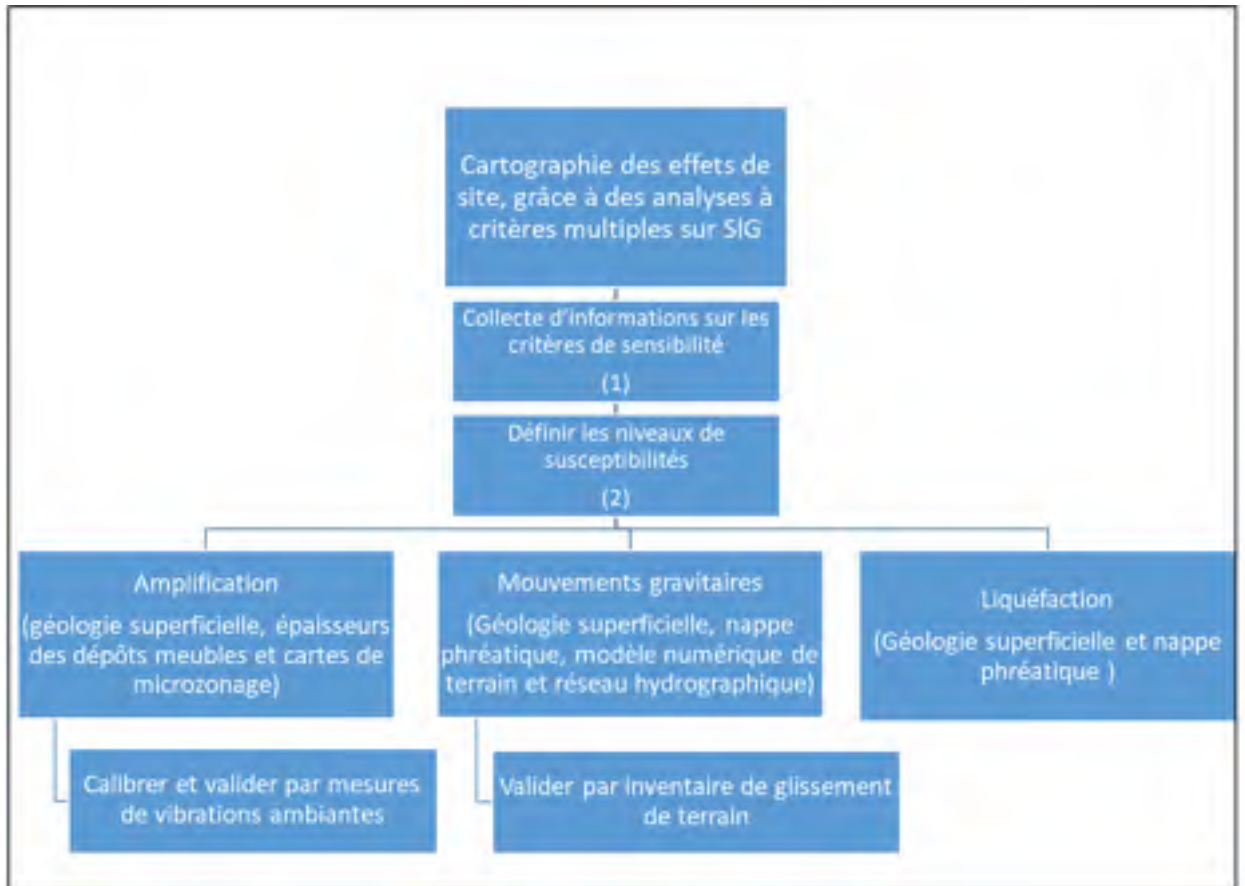 Cartographie des effets de
site, grâce à des analyses à
critères multiples sur SIG
Collecte d'informations sur les
critères de sensibilité
(1)
Définir les niveaux de
susceptibilités
(2)
Amplification
(géologie superficielle, épaisseurs
des dépôts meubles et cartes de
microzonage)
Mouvements gravitaires
(Géologie superficielle, nappe
phréatique, modèle numérique de
terrain et réseau hydrographique)
Liquéfaction
(Géologie superficielle et nappe
phréatique )
Calibrer et valider par mesures
de vibrations ambiantes
Valider par inventaire de glissement
de terrain